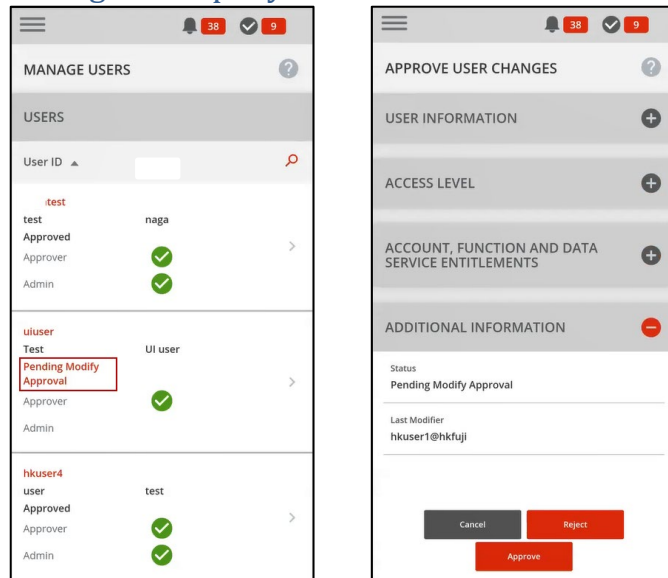 38 9
MANAGE USERS
USERS
User ID
test
test naga
Approved
Approver
Admin
uiuser
Test UI user
Pending Modify
Approval
Approver
Admin
hkuser4
user test
Approved
Approver
Admin
38 9
APPROVE USER CHANGES
USER INFORMATION
ACCESS LEVEL
ACCOUNT, FUNCTION AND DATA
SERVICE ENTITLEMENTS
ADDITIONAL INFORMATION
Status
Pending Modify Approval
Last Modifier
hkuser1@hkfuji
Cancel Reject
Approve